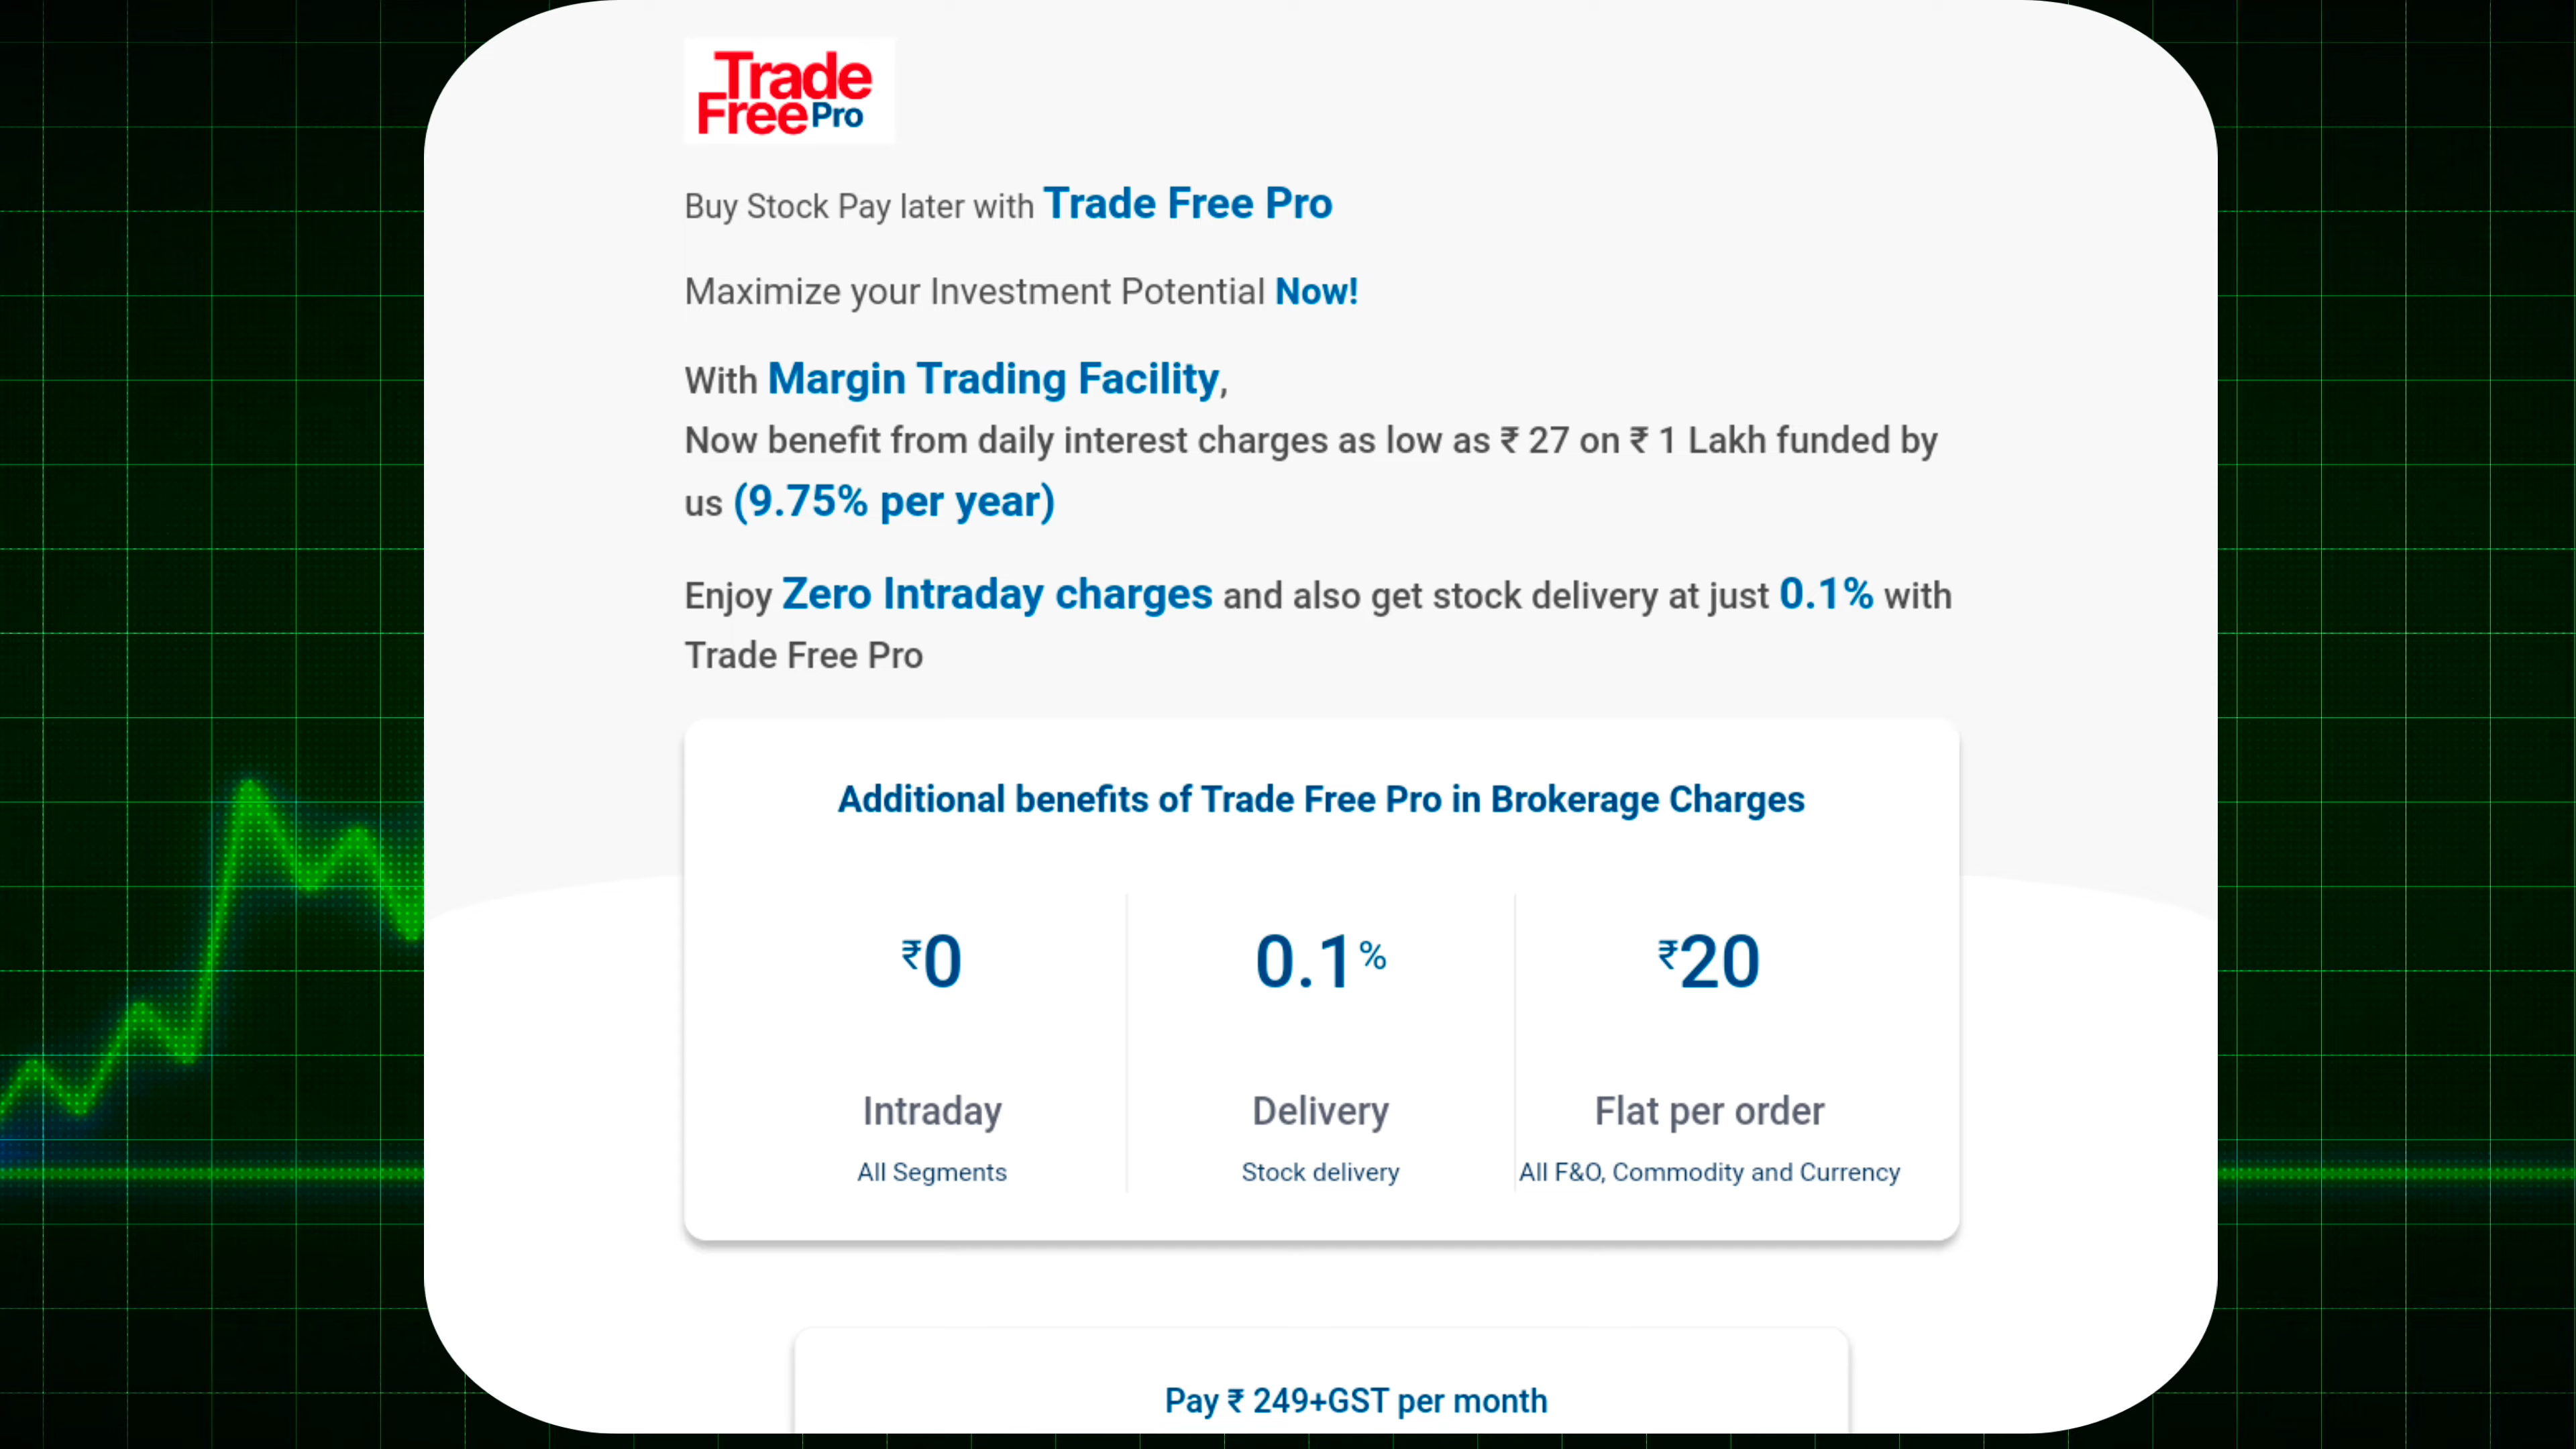 Trade
Free Pro
Buy Stock Pay later with Trade Free Pro
Maximize your Investment Potential Now!
With Margin Trading Facility,
Now benefit from daily interest charges as low as ₹ 27 on ₹ 1 Lakh funded by
us (9.75% per year)
Enjoy Zero Intraday charges and also get stock delivery at just 0.1% with
Trade Free Pro
Additional benefits of Trade Free Pro in Brokerage Charges
₹0
Intraday
All Segments
0.1%
Delivery
Stock delivery
₹20
Flat per order
All F&O, Commodity and Currency
Pay ₹ 249+GST per month